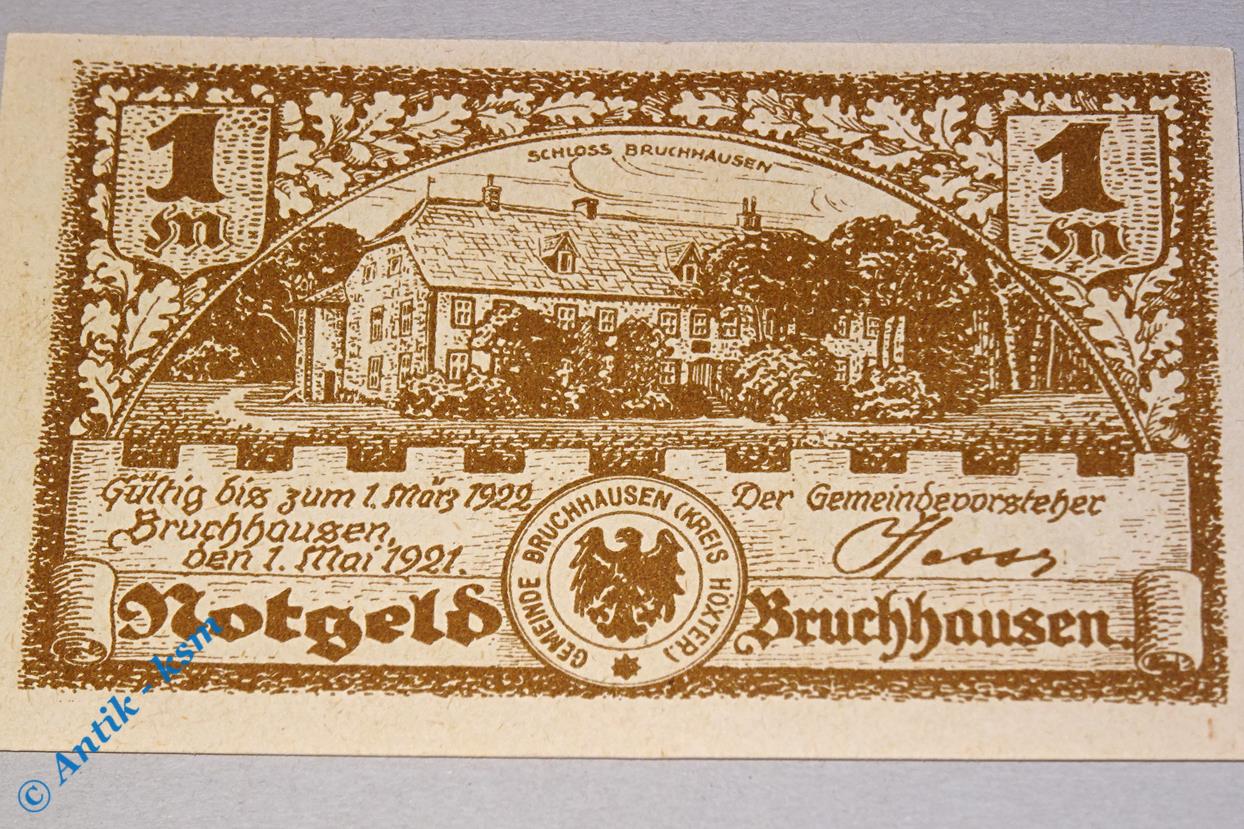 1
M
1
M
SCHLOSS BRUCHHAUSEN
Gültig bis zum 1. März 1922
Bruchhausen,
den 1. Mai 1921.
Der Gemeindevorsteher
Notgeld
GEMEINDE BRUCHHAUSEN (KREIS HÖXTER)
Bruchhausen
© Antik - ksm